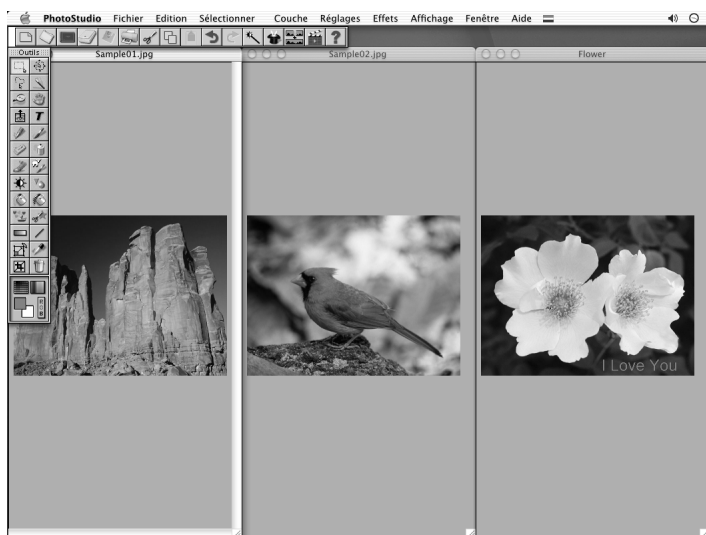 PhotoStudio Fichier Edition Sélectionner Couche Réglages Effets Affichage Fenêtre Aide
?
Outils
Sample01.jpg Sample02.jpg Flower
T
I Love You